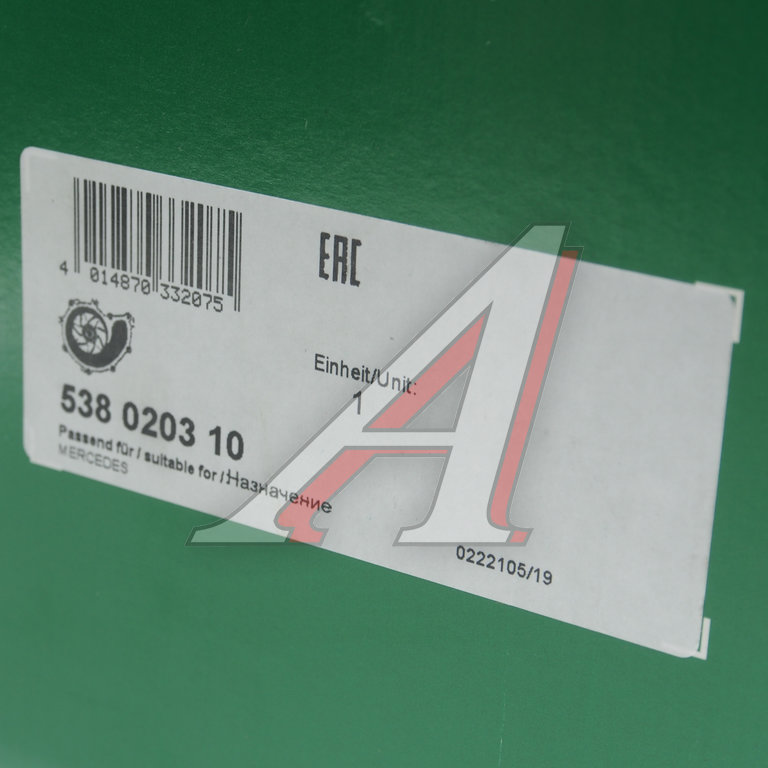 EAC
4 014870 332075
Einheit/Unit:
1
538 0203 10
Passend für / suitable for / Назначение
MERCEDES
0222105/19